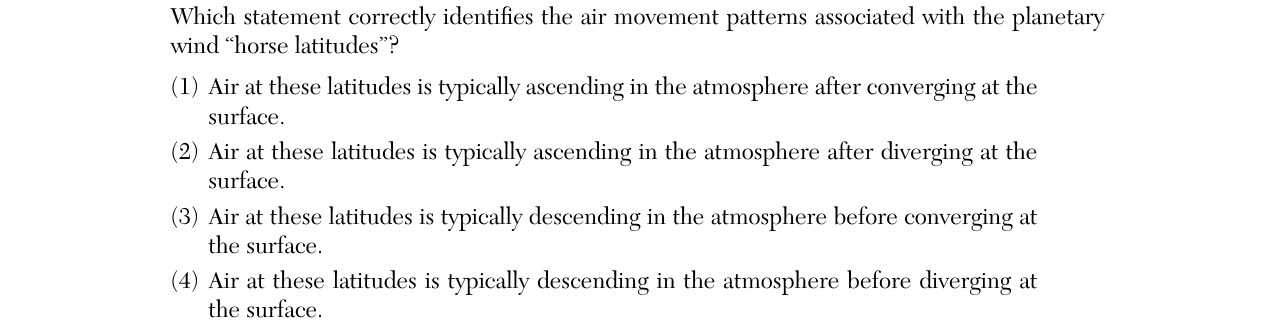 Which statement correctly identifies the air movement patterns associated with the planetary
wind “horse latitudes”?
(1) Air at these latitudes is typically ascending in the atmosphere after converging at the
surface.
(2) Air at these latitudes is typically ascending in the atmosphere after diverging at the
surface.
(3) Air at these latitudes is typically descending in the atmosphere before converging at
the surface.
(4) Air at these latitudes is typically descending in the atmosphere before diverging at
the surface.